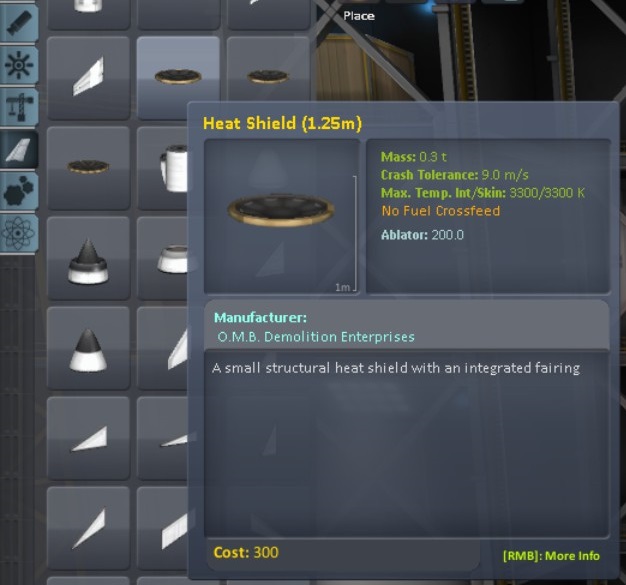 Place
Heat Shield (1.25m)
Mass: 0.3 t
Crash Tolerance: 9.0 m/s
Max. Temp. Int/Skin: 3300/3300 K
No Fuel Crossfeed
Ablator: 200.0
1m
Manufacturer:
O.M.B. Demolition Enterprises
A small structural heat shield with an integrated fairing
Cost: 300
[RMB]: More Info